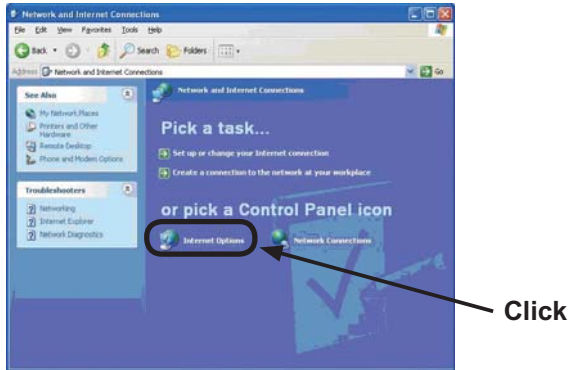 Network and Internet Connections
File Edit View Favorites Tools Help
Back Search Folders
Address Network and Internet Connections Go
See Also
My Network Places
Printers and Other Hardware
Remote Desktop
Phone and Modem Options
Troubleshooters
Networking
Internet Explorer
Network Diagnostics
Network and Internet Connections
Pick a task...
Set up or change your Internet connection
Create a connection to the network at your workplace
or pick a Control Panel icon
Internet Options Network Connections
Click